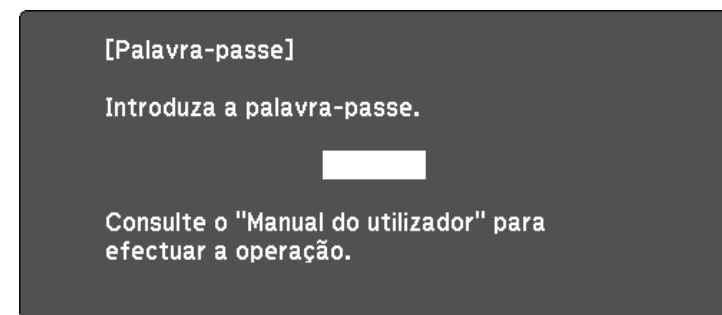 [Palavra-passe]
Introduza a palavra-passe.
Consulte o "Manual do utilizador" para
efectuar a operação.